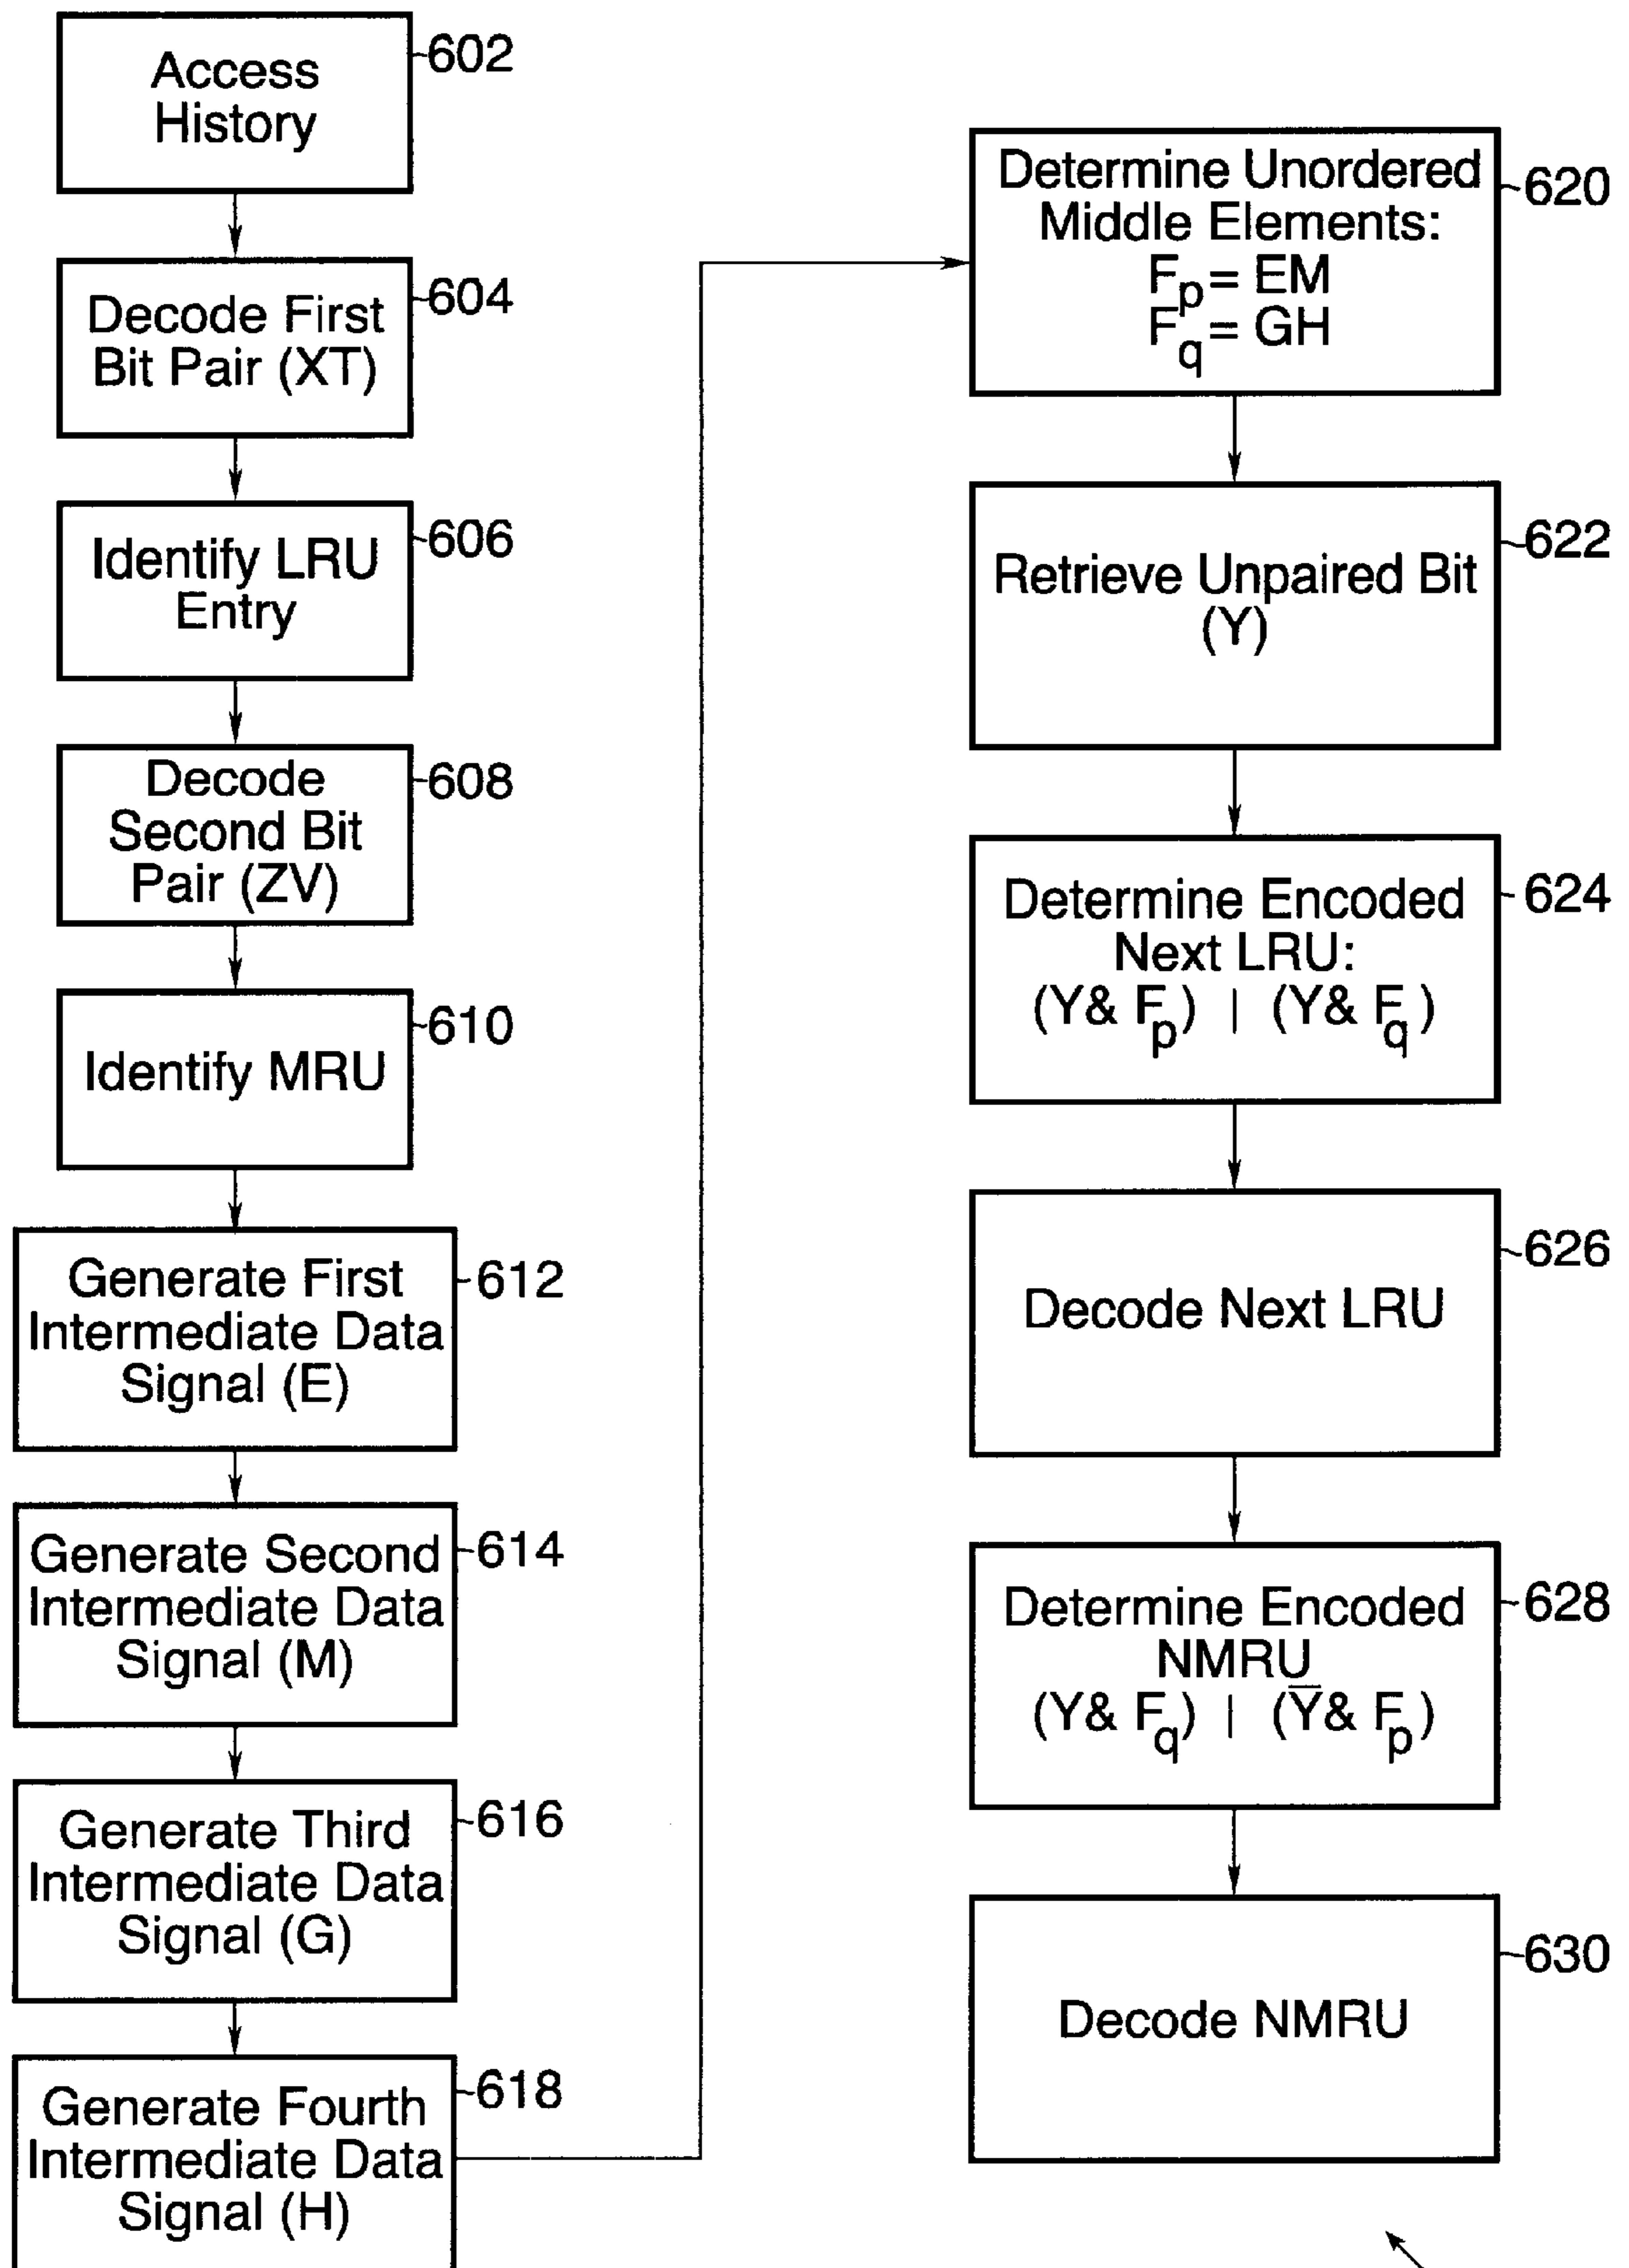 Access
History
602
Decode First
Bit Pair (XT)
604
Identify LRU
Entry
606
Decode
Second Bit
Pair (ZV)
608
Identify MRU
610
Generate First
Intermediate Data
Signal (E)
612
Generate Second
Intermediate Data
Signal (M)
614
Generate Third
Intermediate Data
Signal (G)
616
Generate Fourth
Intermediate Data
Signal (H)
618
Determine Unordered
Middle Elements:
Fp = EM
Fq = GH
620
Retrieve Unpaired Bit
(Y)
622
Determine Encoded
Next LRU:
(Y& Fp) | (Y& Fq)
624
Decode Next LRU
626
Determine Encoded
NMRU
(Y& Fq) | (Y̅& Fp)
628
Decode NMRU
630